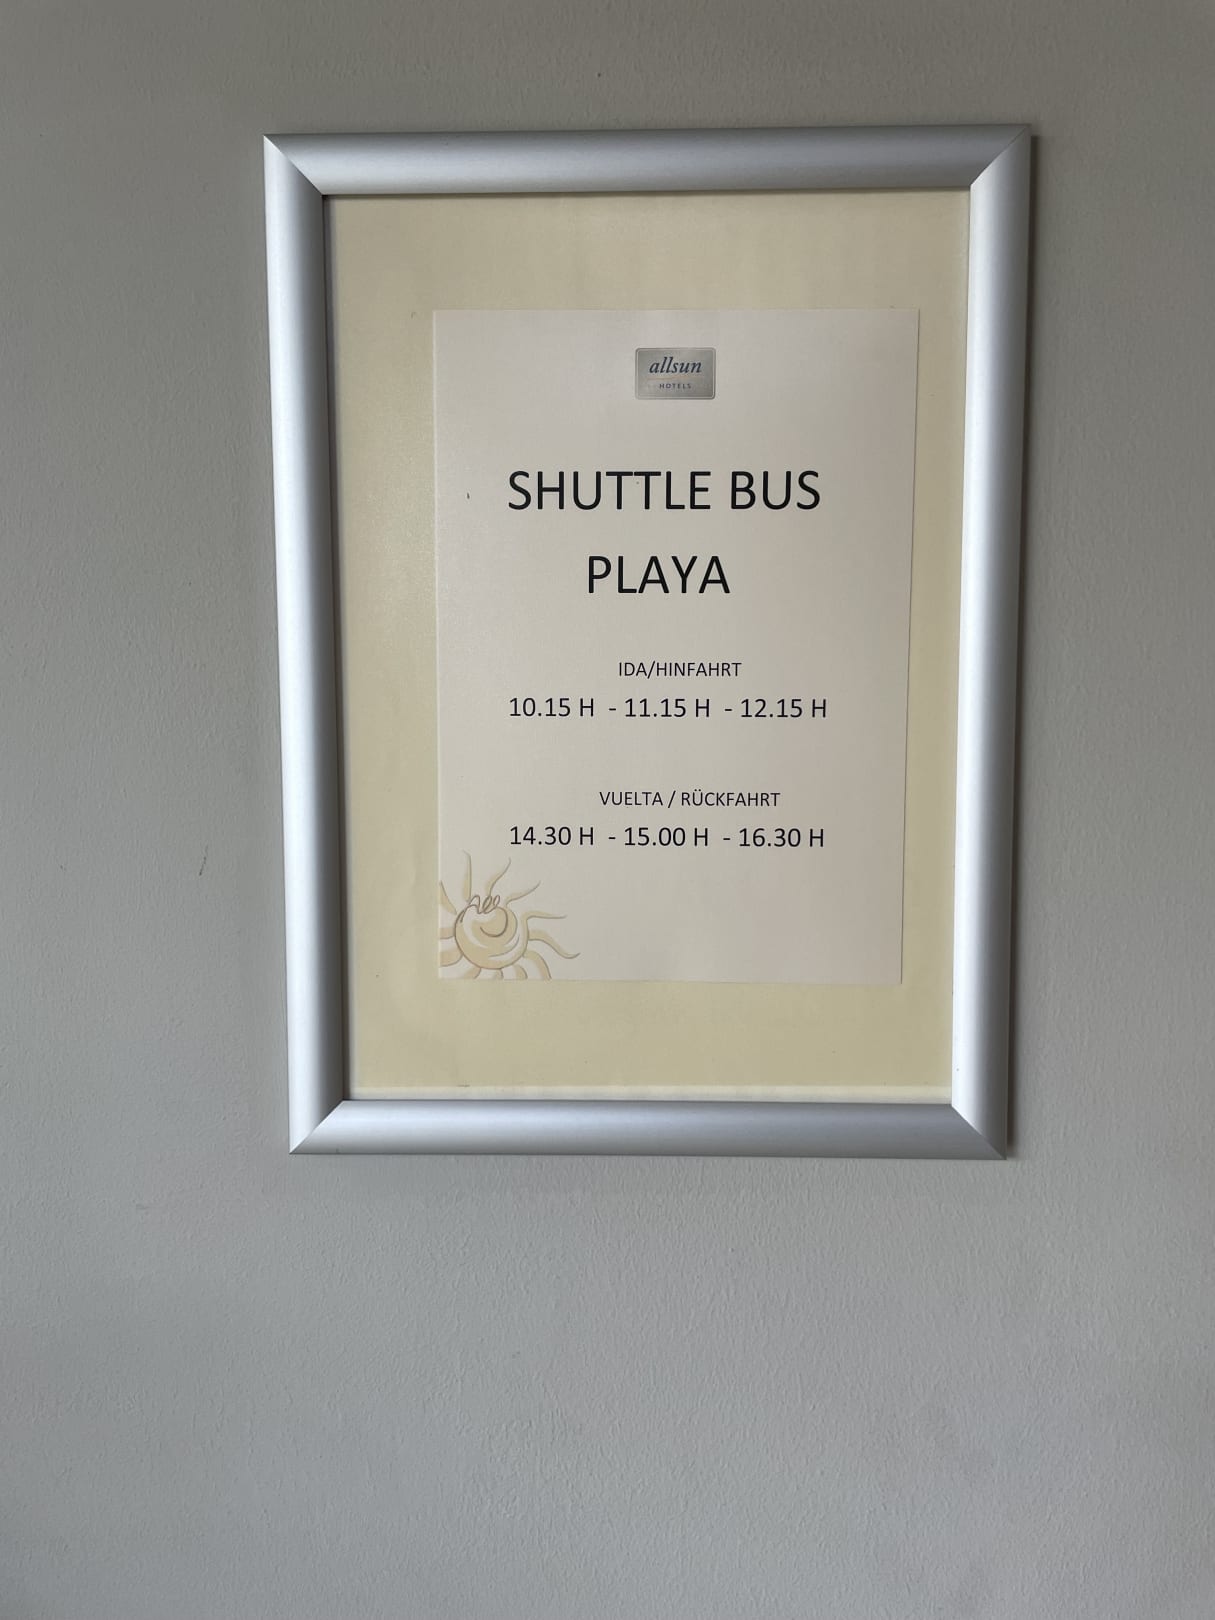 allsun
HOTELS
SHUTTLE BUS
PLAYA
IDA/HINFAHRT
10.15 H - 11.15 H - 12.15 H
VUELTA / RÜCKFAHRT
14.30 H - 15.00 H - 16.30 H